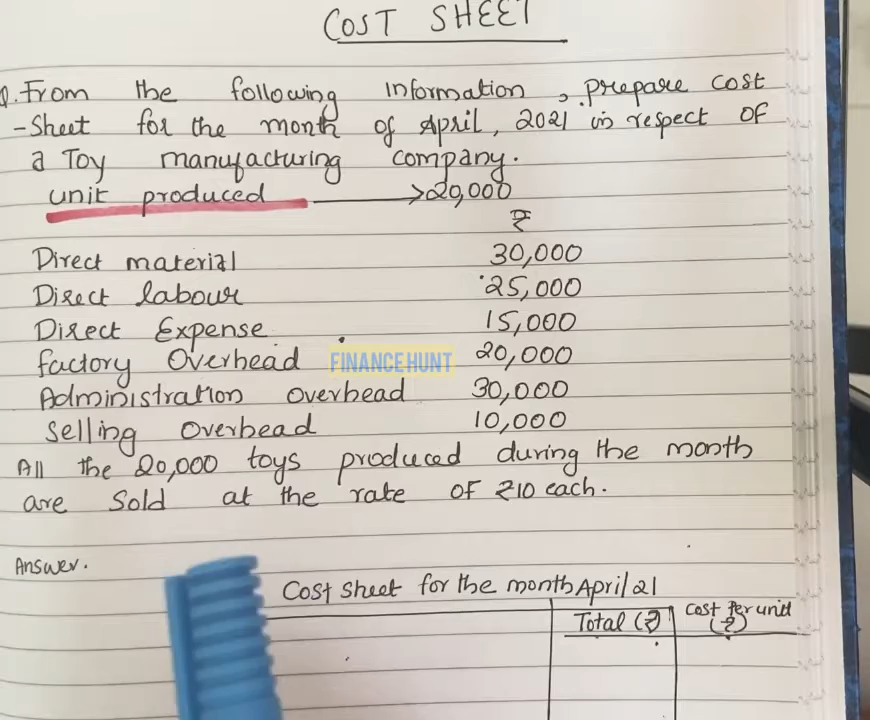 COST SHEET
Q. From the following information, prepare cost
-Sheet for the month of April, 2021 in respect of
a Toy manufacturing company.
unit produced 20,000
₹
Direct material 30,000
Direct labour 25,000
Direct Expense 15,000
factory Overhead 20,000
FINANCE HUNT
Administration overhead 30,000
Selling Overhead 10,000
All the 20,000 toys produced during the month
are Sold at the rate of ₹10 each.
Answer.
Cost sheet for the month April 21
Total (₹) Cost Per unit
(₹)